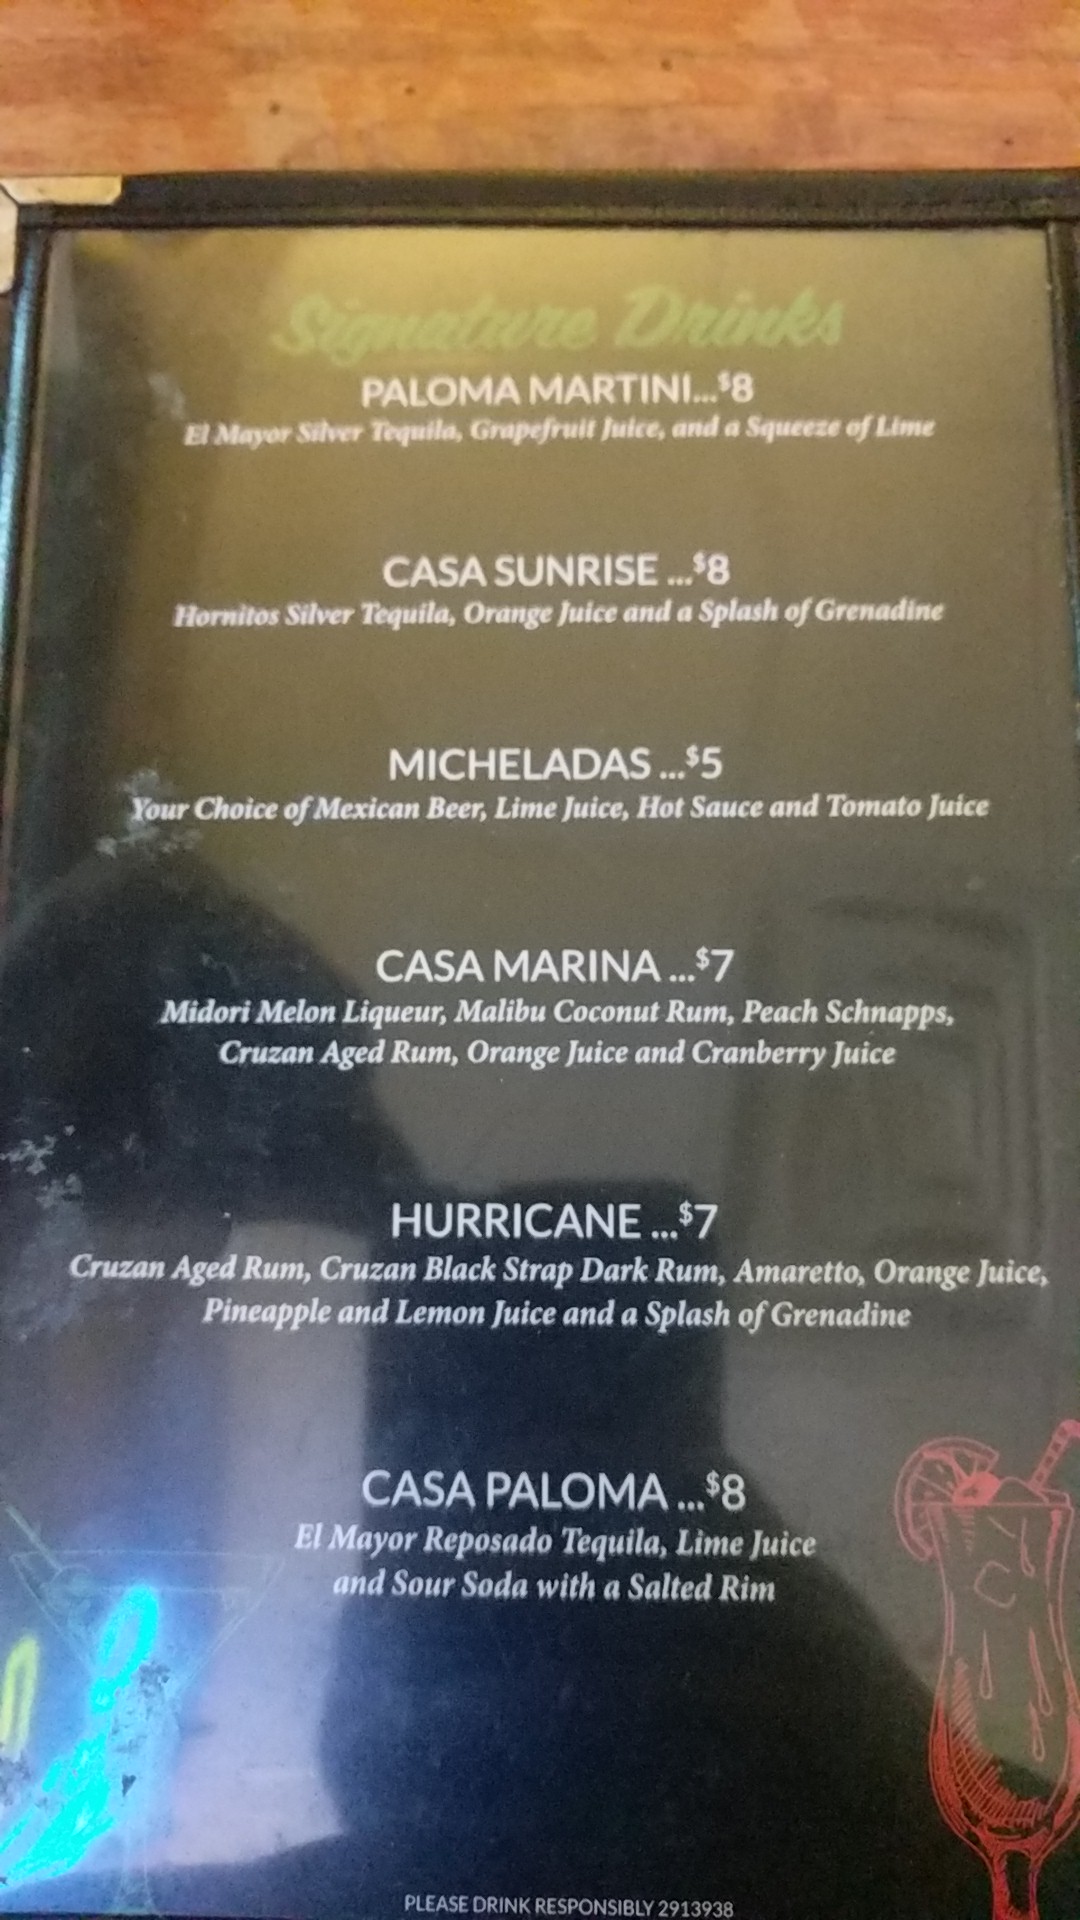 Signature Drinks
PALOMA MARTINI...$8
El Mayor Silver Tequila, Grapefruit Juice, and a Squeeze of Lime
CASA SUNRISE ...$8
Hornitos Silver Tequila, Orange Juice and a Splash of Grenadine
MICHELADAS ...$5
Your Choice of Mexican Beer, Lime Juice, Hot Sauce and Tomato Juice
CASA MARINA ...$7
Midori Melon Liqueur, Malibu Coconut Rum, Peach Schnapps,
Cruzan Aged Rum, Orange Juice and Cranberry Juice
HURRICANE ...$7
Cruzan Aged Rum, Cruzan Black Strap Dark Rum, Amaretto, Orange Juice,
Pineapple and Lemon Juice and a Splash of Grenadine
CASA PALOMA ...$8
El Mayor Reposado Tequila, Lime Juice
and Sour Soda with a Salted Rim
PLEASE DRINK RESPONSIBLY 2913938